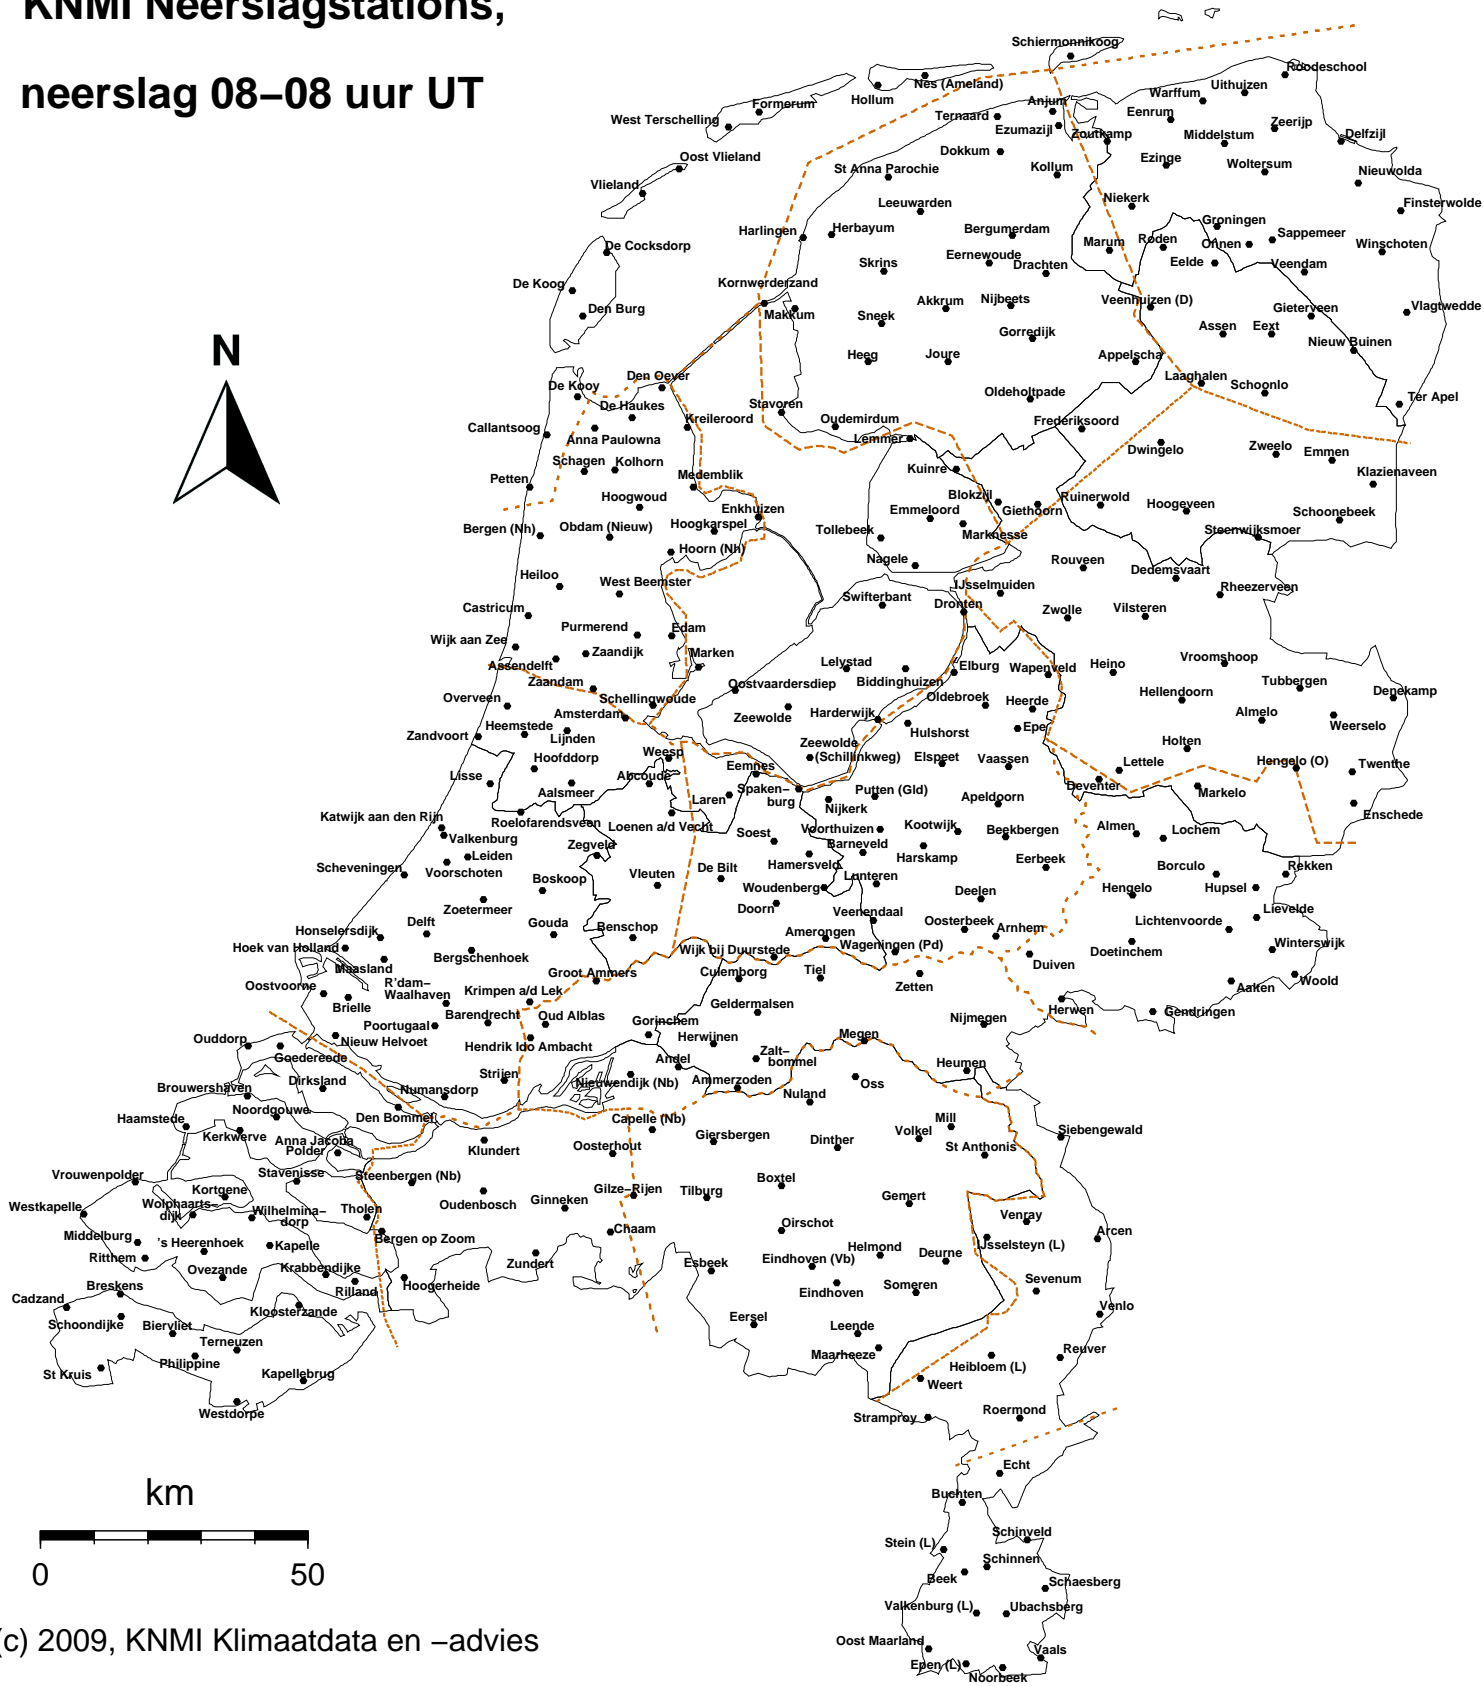 KNMI Neerslagstations,
neerslag 08–08 uur UT
Schiermonnikoog
Roodeschool
Nes (Ameland)
Hollum
Uithuizen
Warffum
Formerum
Anjum
West Terschelling
Ternaard
Eenrum
Zeerijp
Ezumazijl
Zoutkamp
Middelstum
Delfzijl
Oost Vlieland
Dokkum
St Anna Parochie
Kollum
Ezinge
Woltersum
Nieuwolda
Vlieland
Leeuwarden
Niekerk
Finsterwolde
Harlingen
Herbayum
Bergumerdam
Groningen
Sappemeer
De Cocksdorp
Marum
Roden
Onnen
Winschoten
Skrins
Eernewoude
Drachten
Eelde
Veendam
De Koog
Kornwerderzand
Den Burg
Makkum
Akkrum
Nijbeets
Veenhuizen (D)
Gieterveen
Vlagtwedde
Sneek
Gorredijk
Assen
Eext
Nieuw Buinen
N
Heeg
Joure
Appelscha
Den Oever
Laaghalen
Schoonlo
De Kooy
Oldeholtpade
Ter Apel
De Haukes
Stavoren
Kreileroord
Oudemirdum
Frederiksoord
Callantsoog
Anna Paulowna
Lemmer
Dwingelo
Zweelo
Emmen
Schagen
Kolhorn
Kuinre
Klazienaveen
Petten
Medemblik
Hoogwoud
Blokzijl
Ruinerwold
Hoogeveen
Enkhuizen
Emmeloord
Giethoorn
Schoonebeek
Bergen (Nh)
Obdam (Nieuw)
Hoogkarspel
Tollebeek
Marknesse
Steenwijksmoer
Hoorn (Nh)
Nagele
Rouveen
Dedemsvaart
Heiloo
West Beemster
IJsselmuiden
Rheezerveen
Swifterbant
Dronten
Castricum
Zwolle
Vilsteren
Purmerend
Edam
Wijk aan Zee
Zaandijk
Marken
Assendelft
Lelystad
Elburg
Wapenveld
Heino
Vroomshoop
Zaandam
Oostvaardersdiep
Biddinghuizen
Tubbergen
Overveen
Schellingwoude
Oldebroek
Heerde
Hellendoorn
Denekamp
Amsterdam
Zeewolde
Harderwijk
Almelo
Weerselo
Heemstede
Zandvoort
Lijnden
Hulshorst
Epe
Zeewolde
(Schillinkweg)
Holten
Weesp
Hoofddorp
Eemnes
Elspeet
Vaassen
Lettele
Hengelo (O)
Twenthe
Lisse
Abcoude
Aalsmeer
Laren
Spaken–
burg
Putten (Gld)
Deventer
Markelo
Apeldoorn
Nijkerk
Enschede
Katwijk aan den Rijn
Roelofarendsveen
Loenen a/d Vecht
Voorthuizen
Kootwijk
Beekbergen
Almen
Lochem
Valkenburg
Zegveld
Soest
Barneveld
Leiden
Harskamp
Eerbeek
Scheveningen
Voorschoten
Hamersveld
Borculo
Rekken
Boskoop
Vleuten
De Bilt
Lunteren
Woudenberg
Deelen
Hengelo
Hupsel
Zoetermeer
Doorn
Veenendaal
Lievelde
Delft
Gouda
Benschop
Oosterbeek
Arnhem
Lichtenvoorde
Honselersdijk
Amerongen
Hoek van Holland
Wijk bij Duurstede
Wageningen (Pd)
Doetinchem
Winterswijk
Bergschenhoek
Maasland
Groot Ammers
Culemborg
Tiel
Duiven
Oostvoorne
R'dam–
Waalhaven
Krimpen a/d Lek
Zetten
Aalten
Woold
Brielle
Geldermalsen
Herwen
Gendringen
Poortugaal
Barendrecht
Oud Alblas
Gorinchem
Nijmegen
Ouddorp
Nieuw Helvoet
Hendrik Ido Ambacht
Herwijnen
Megen
Goedereede
Andel
Zalt–
bommel
Heumen
Brouwershaven
Dirksland
Strijen
Nieuwendijk (Nb)
Ammerzoden
Oss
Numansdorp
Nuland
Haamstede
Noordgouwe
Den Bommel
Capelle (Nb)
Mill
Kerkwerve
Giersbergen
Volkel
Siebengewald
Anna Jacoba
Polder
Klundert
Oosterhout
Dinther
St Anthonis
Vrouwenpolder
Stavenisse
Steenbergen (Nb)
Boxtel
Kortgene
Gilze–Rijen
Tilburg
Gemert
Westkapelle
Wolphaarts–
dijk
Wilhelmina–
dorp
Tholen
Oudenbosch
Ginneken
Venray
Middelburg
's Heerenhoek
Kapelle
Bergen op Zoom
Chaam
Oirschot
Arcen
Ritthem
Helmond
Deurne
IJsselsteyn (L)
Ovezande
Krabbendijke
Zundert
Esbeek
Eindhoven (Vb)
Breskens
Rilland
Hoogerheide
Eindhoven
Someren
Sevenum
Cadzand
Kloosterzande
Venlo
Schoondijke
Biervliet
Eersel
Leende
Terneuzen
Maarheeze
Reuver
Philippine
St Kruis
Kapellebrug
Heibloem (L)
Weert
Westdorpe
Stramproy
Roermond
Echt
km
Buchten
0
50
Stein (L)
Schinveld
Schinnen
Beek
Schaesberg
Valkenburg (L)
Ubachsberg
(c) 2009, KNMI Klimaatdata en –advies
Oost Maarland
Vaals
Epen (L)
Noorbeek